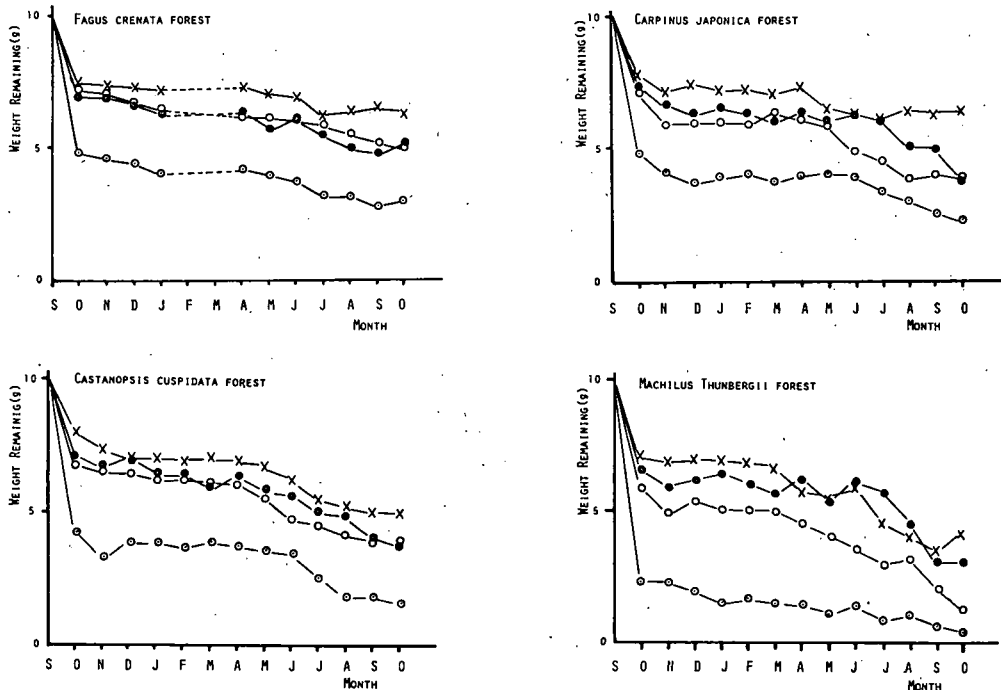 FAGUS CRENATA FOREST
WEIGHT REMAINING(g)
10
5
0
S O N D J F M A M J J A S O
MONTH
CARPINUS JAPONICA FOREST
WEIGHT REMAINING(g)
10
5
0
S O N D J F M A M J J A S O
MONTH
CASTANOPSIS CUSPIDATA FOREST
WEIGHT REMAINIG(g)
10
5
0
S O N D J F M A M J J A S O
MONTH
MACHILUS THUNBERGII FOREST
WEIGHT REMAINING(g)
10
5
0
S O N D J F M A M J J A S O
MONTH